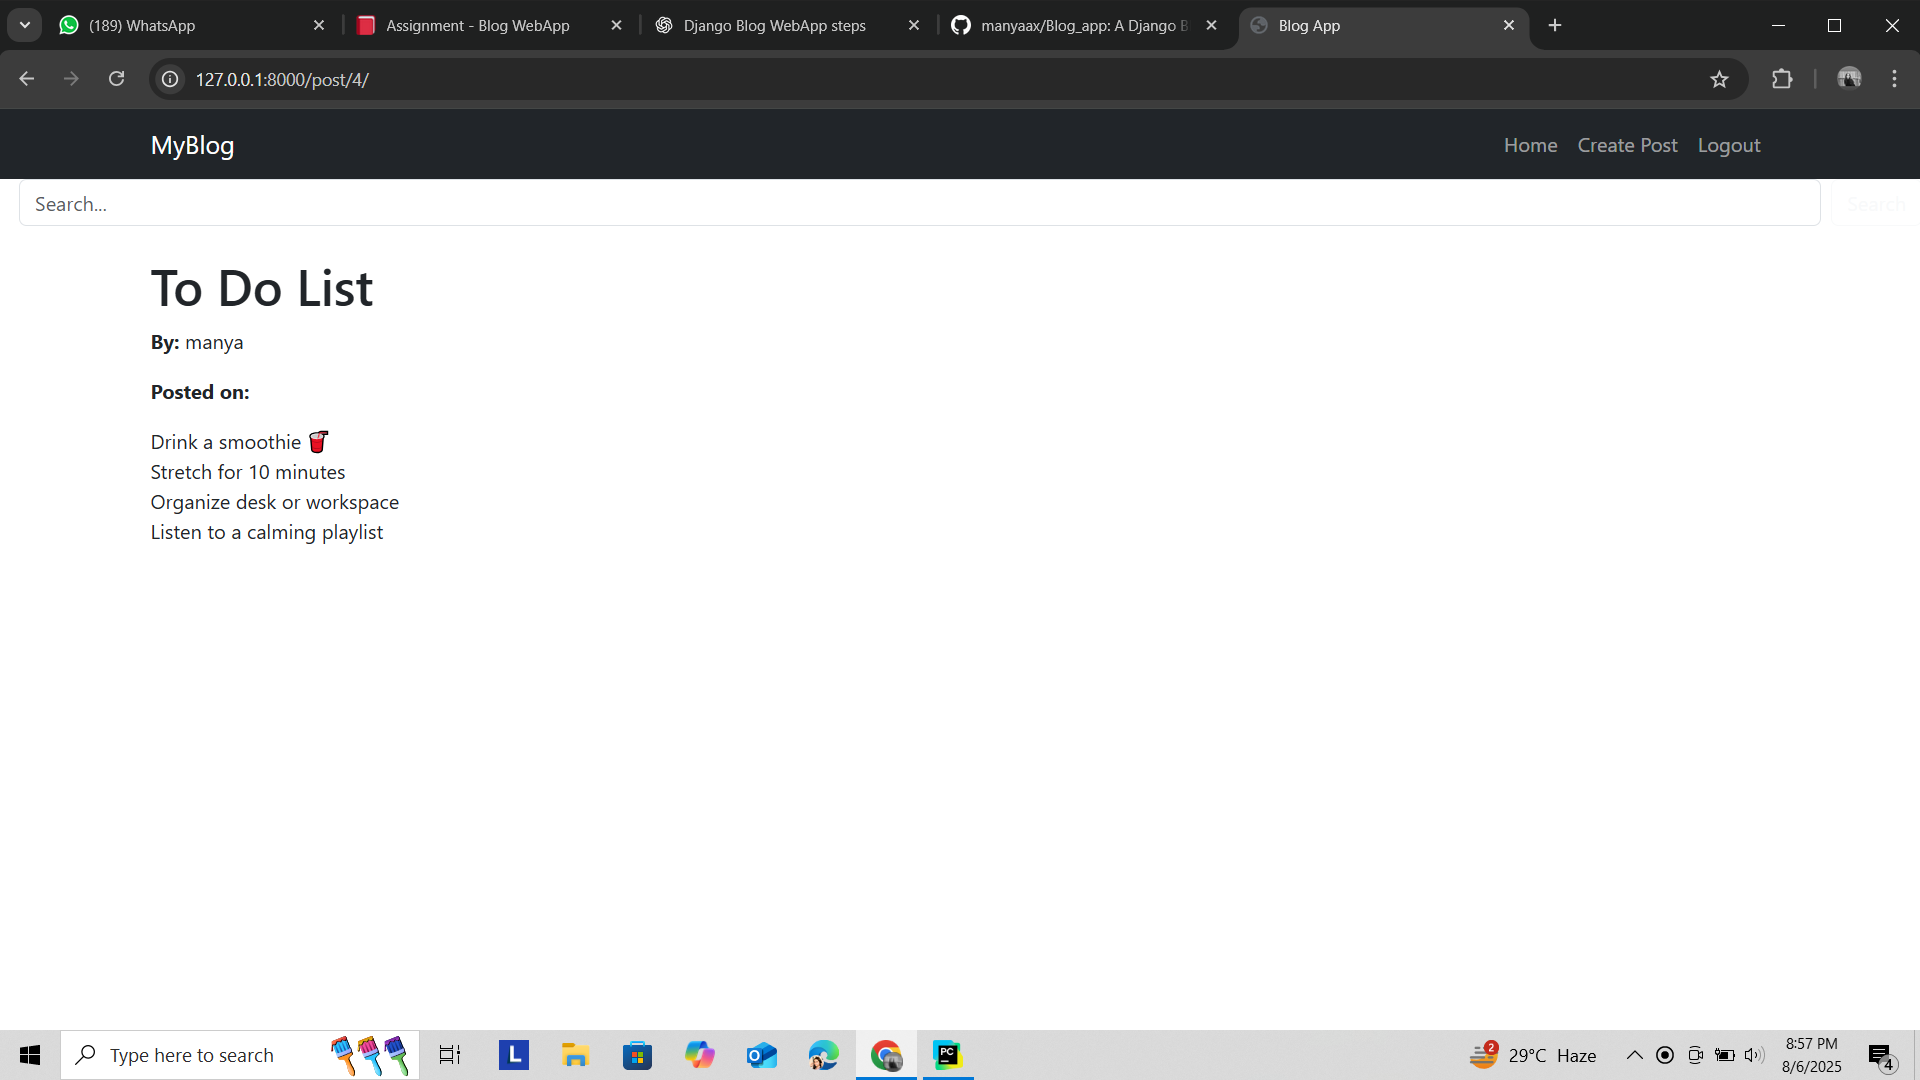 (189) WhatsApp
Assignment - Blog WebApp
Django Blog WebApp steps
manyaax/Blog_app: A Django B
Blog App
127.0.0.1:8000/post/4/
MyBlog
Home
Create Post
Logout
Search...
Search
To Do List
By: manya
Posted on:
Drink a smoothie 🥤
Stretch for 10 minutes
Organize desk or workspace
Listen to a calming playlist
Type here to search
L
PC
2
29°C Haze
8:57 PM
8/6/2025
4